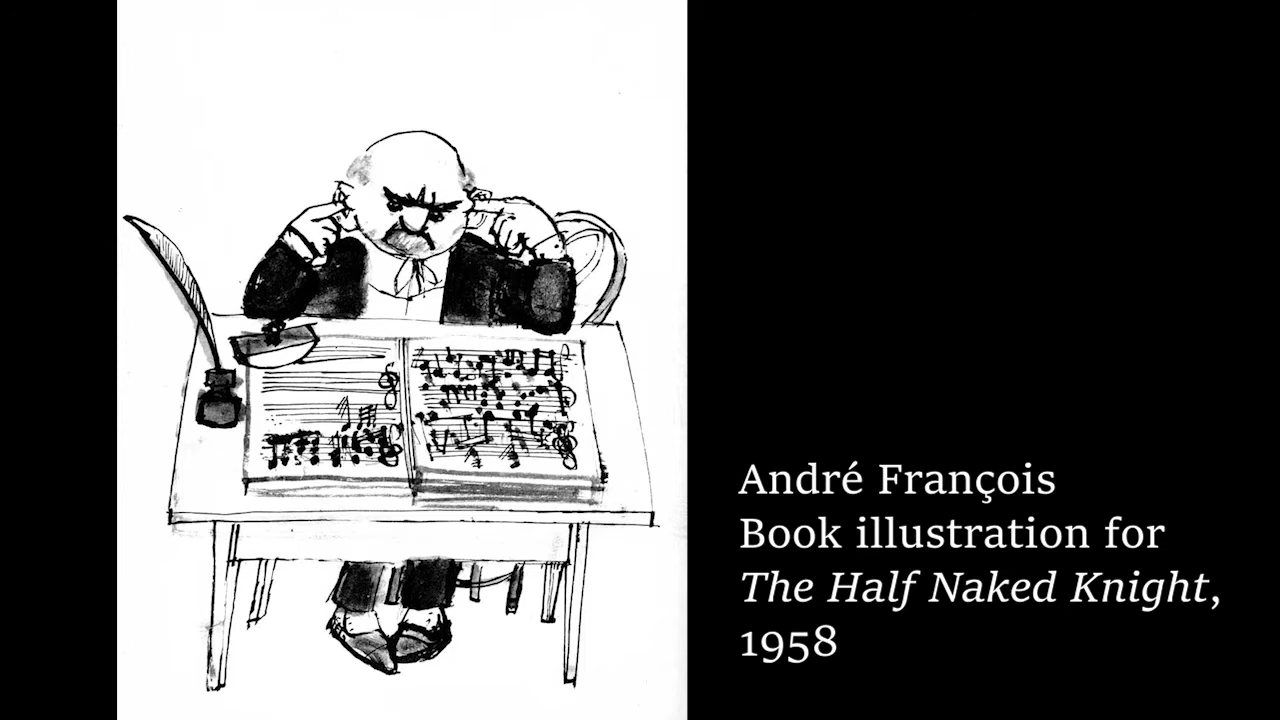 André François
Book illustration for
The Half Naked Knight,
1958